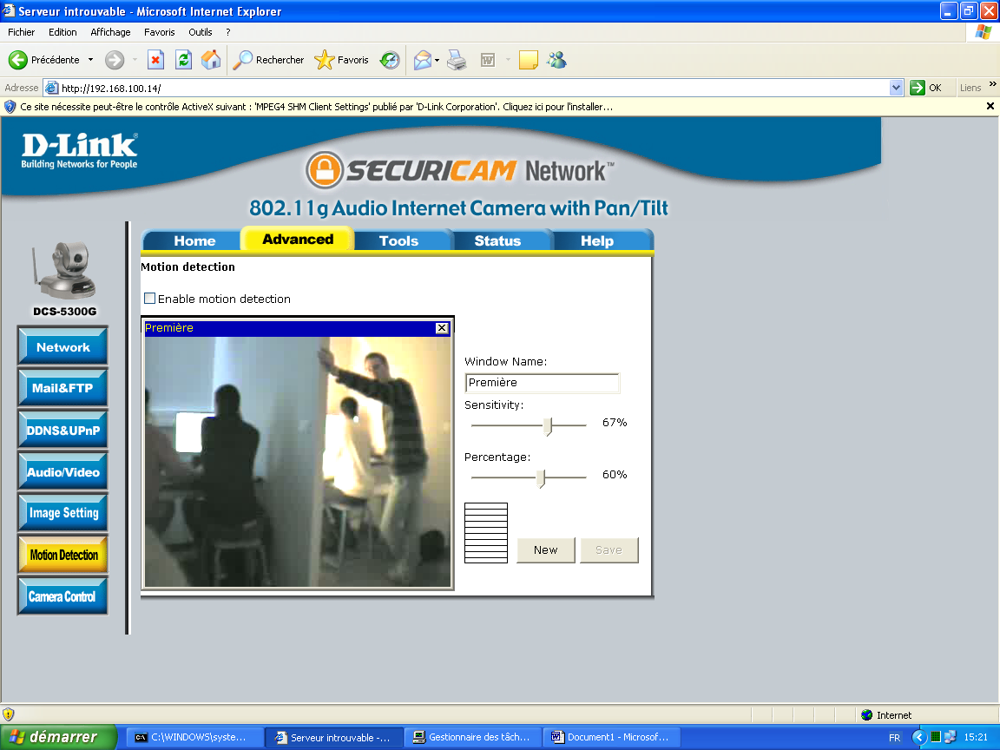 Serveur introuvable - Microsoft Internet Explorer
Fichier Edition Affichage Favoris Outils ?
Précédente Rechercher Favoris
Adresse http://192.168.100.14/ OK Liens »
Ce site nécessite peut-être le contrôle ActiveX suivant : 'MPEG4 SHM Client Settings' publié par 'D-Link Corporation'. Cliquez ici pour l'installer...
D-Link®
Building Networks for People
SECURICAM Network™
802.11g Audio Internet Camera with Pan/Tilt
Home Advanced Tools Status Help
DCS-5300G
Network
Mail&FTP
DDNS&UPnP
Audio/Video
Image Setting
Motion Detection
Camera Control
Motion detection
Enable motion detection
Première
Window Name:
Première
Sensitivity:
67%
Percentage:
60%
New Save
Internet
démarrer C:\WINDOWS\syste... Serveur introuvable -... Gestionnaire des tâch... Document1 - Microsof... FR 15:21